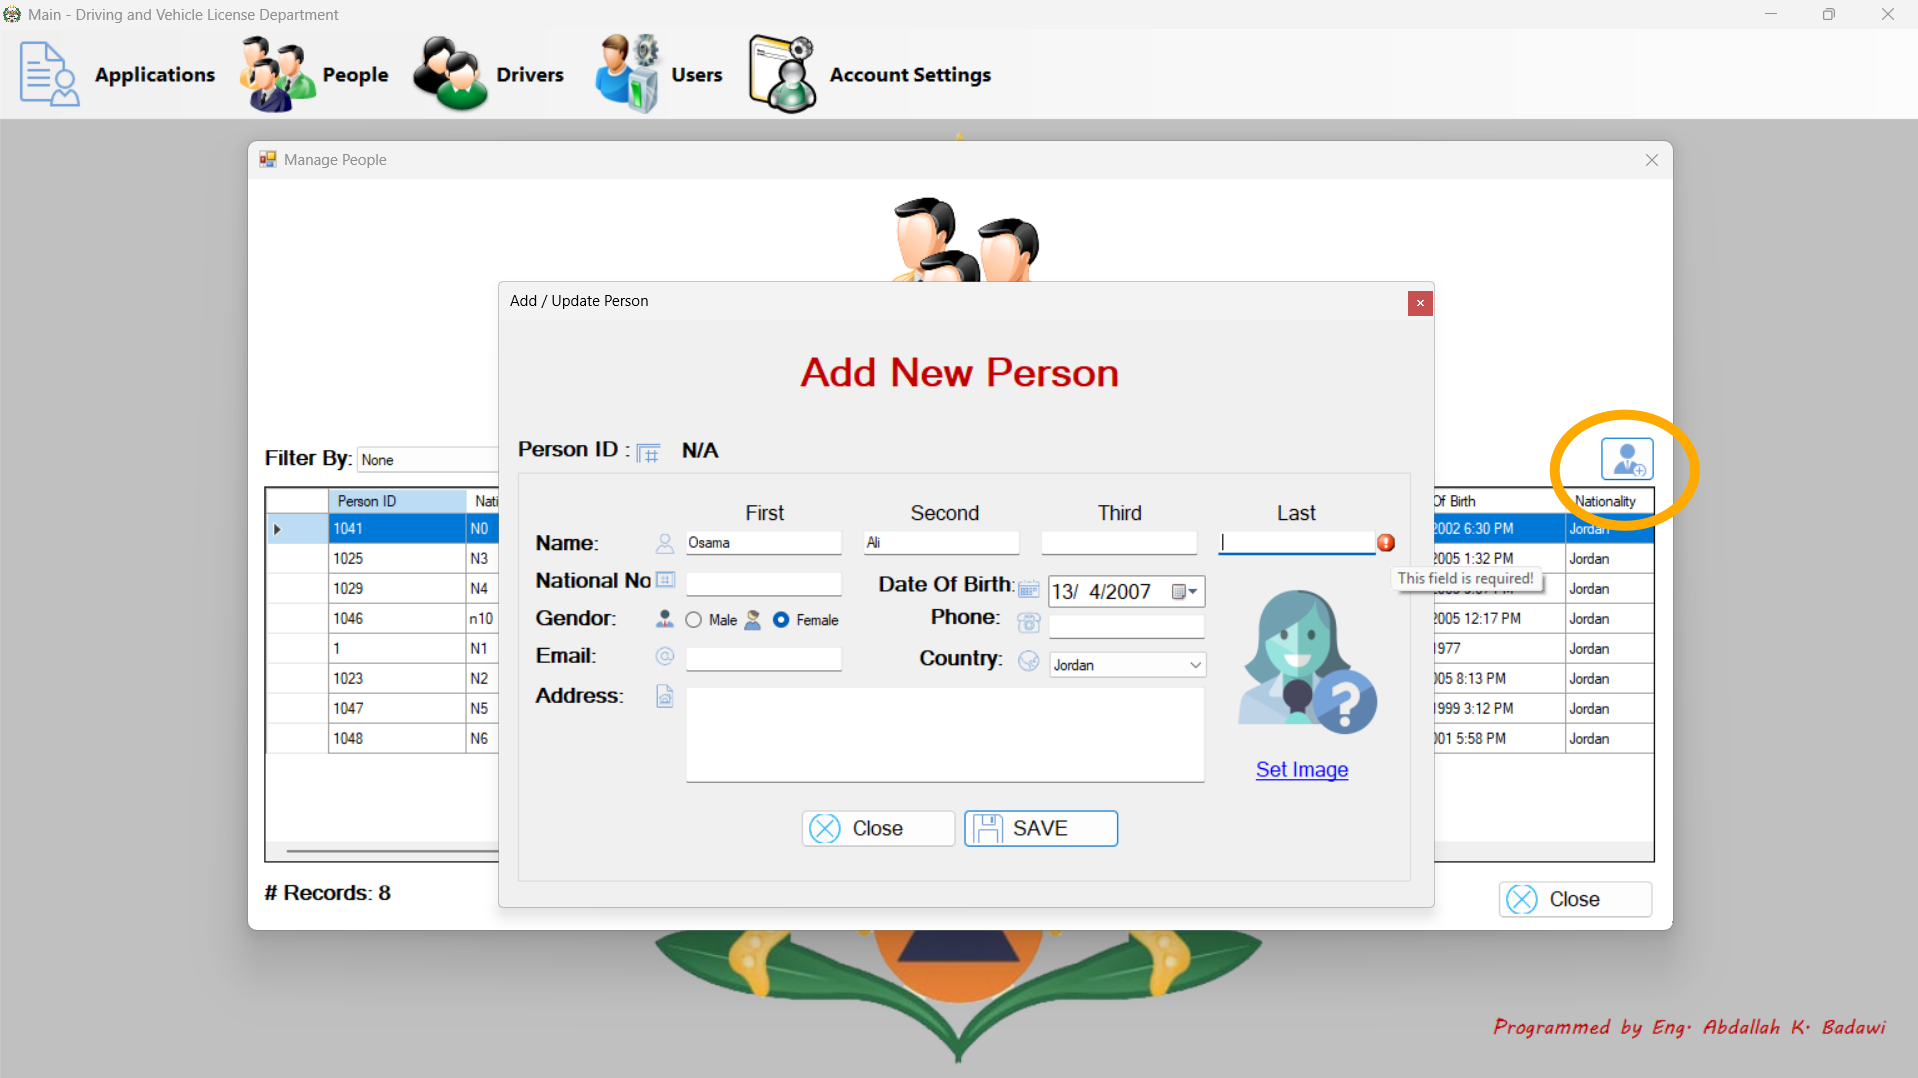 Main - Driving and Vehicle License Department
Applications People Drivers Users Account Settings
Manage People
Add / Update Person
Add New Person
Person ID : N/A
Filter By: None
Person ID Nati Of Birth Nationality
1041 N0 2002 6:30 PM Jordan
1025 N3 2005 1:32 PM Jordan
1029 N4 Jordan
1046 n10 2005 12:17 PM Jordan
1 N1 1977 Jordan
1023 N2 005 8:13 PM Jordan
1047 N5 1999 3:12 PM Jordan
1048 N6 001 5:58 PM Jordan
First Second Third Last
Name: Osama Ali
This field is required!
National No Date Of Birth: 13/ 4/2007
Gendor: Male Female Phone:
Email: Country: Jordan
Address:
Set Image
Close SAVE
# Records: 8
Close
Programmed by Eng. Abdallah K. Badawi